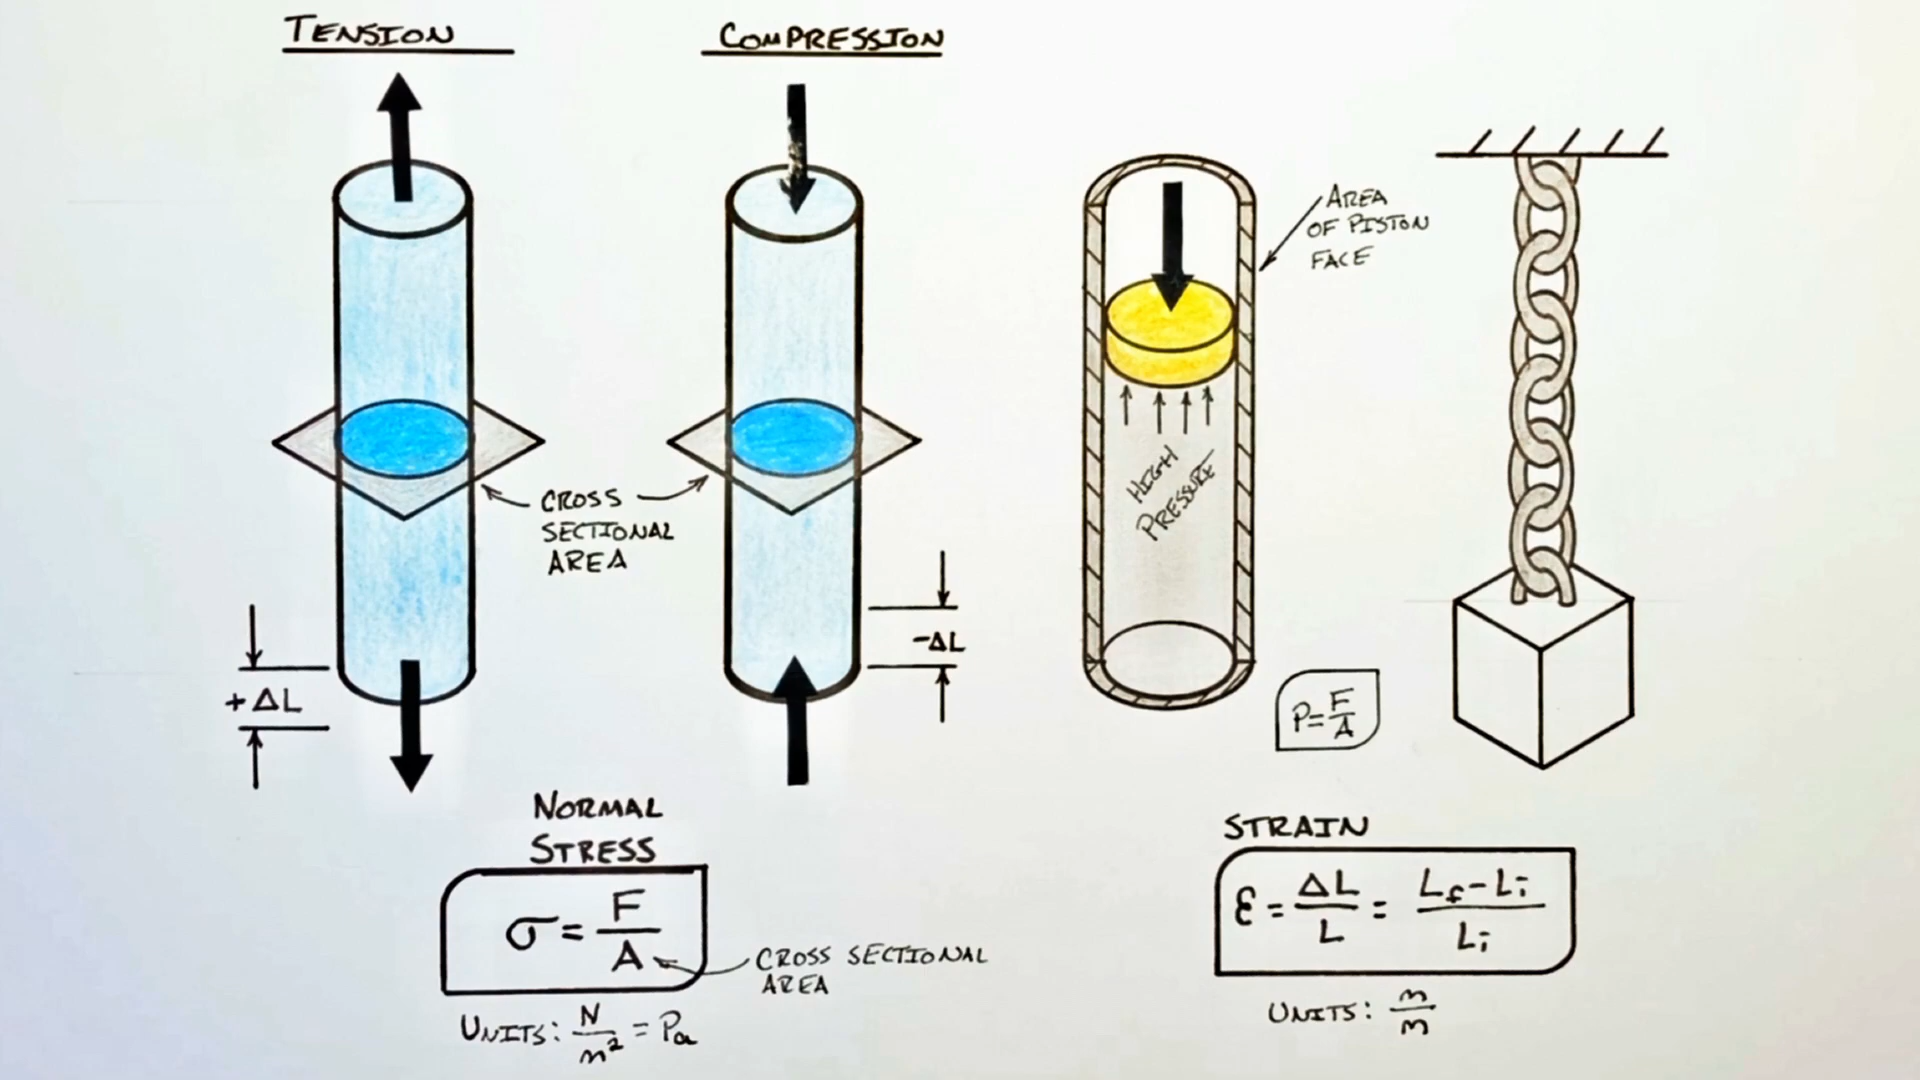 TENSION
COMPRESSION
AREA
OF PISTON
FACE
CROSS
SECTIONAL
AREA
HIGH
PRESSURE
-ΔL
+ΔL
P=F/A
NORMAL
STRESS
σ=F/A
CROSS SECTIONAL
AREA
UNITS: N/m² = Pa
STRAIN
ε=ΔL/L=(Lf-Li)/Li
UNITS: m/m